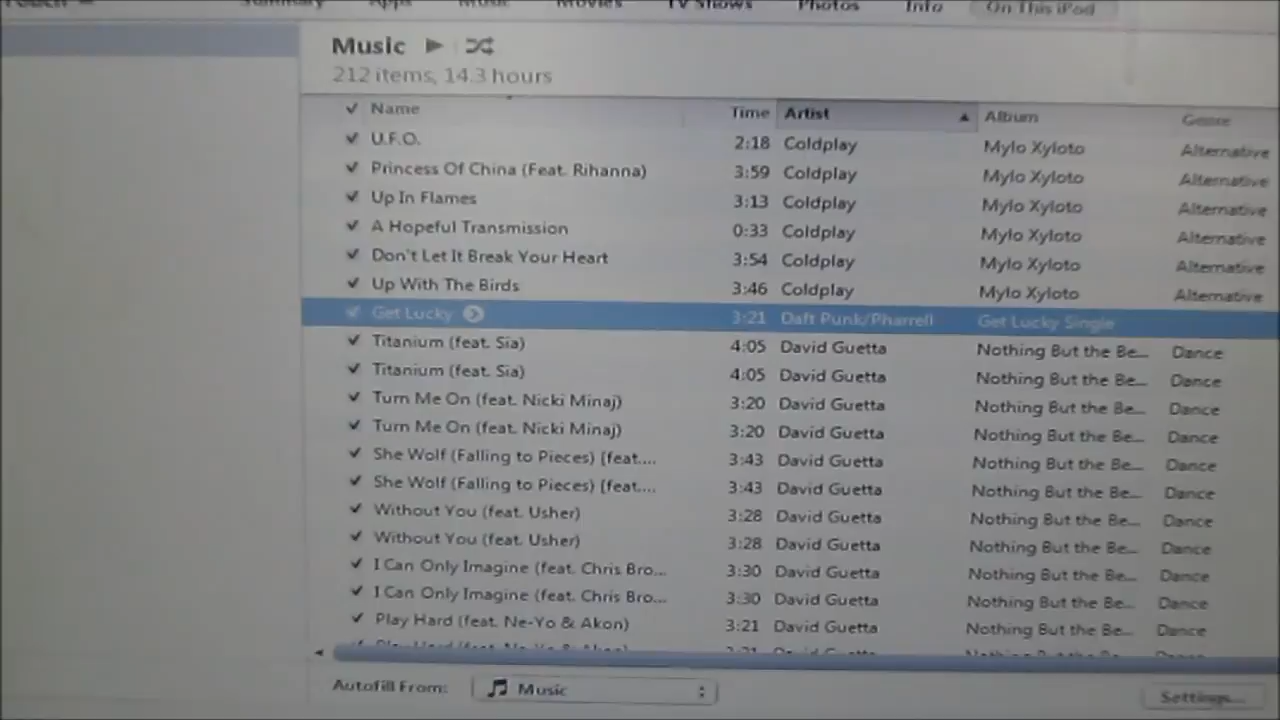 Summary Apps Music Movies TV Shows Photos Info On This iPod
Music
212 items, 14.3 hours
Name Time Artist Album Genre
U.F.O. 2:18 Coldplay Mylo Xyloto Alternative
Princess Of China (Feat. Rihanna) 3:59 Coldplay Mylo Xyloto Alternative
Up In Flames 3:13 Coldplay Mylo Xyloto Alternative
A Hopeful Transmission 0:33 Coldplay Mylo Xyloto Alternative
Don't Let It Break Your Heart 3:54 Coldplay Mylo Xyloto Alternative
Up With The Birds 3:46 Coldplay Mylo Xyloto Alternative
Get Lucky 3:21 Daft Punk/Pharrell Get Lucky Single
Titanium (feat. Sia) 4:05 David Guetta Nothing But the Be... Dance
Titanium (feat. Sia) 4:05 David Guetta Nothing But the Be... Dance
Turn Me On (feat. Nicki Minaj) 3:20 David Guetta Nothing But the Be... Dance
Turn Me On (feat. Nicki Minaj) 3:20 David Guetta Nothing But the Be... Dance
She Wolf (Falling to Pieces) [feat.... 3:43 David Guetta Nothing But the Be... Dance
She Wolf (Falling to Pieces) [feat.... 3:43 David Guetta Nothing But the Be... Dance
Without You (feat. Usher) 3:28 David Guetta Nothing But the Be... Dance
Without You (feat. Usher) 3:28 David Guetta Nothing But the Be... Dance
I Can Only Imagine (feat. Chris Bro... 3:30 David Guetta Nothing But the Be... Dance
I Can Only Imagine (feat. Chris Bro... 3:30 David Guetta Nothing But the Be... Dance
Play Hard (feat. Ne-Yo & Akon) 3:21 David Guetta Nothing But the Be... Dance
Autofill From: Music Settings...